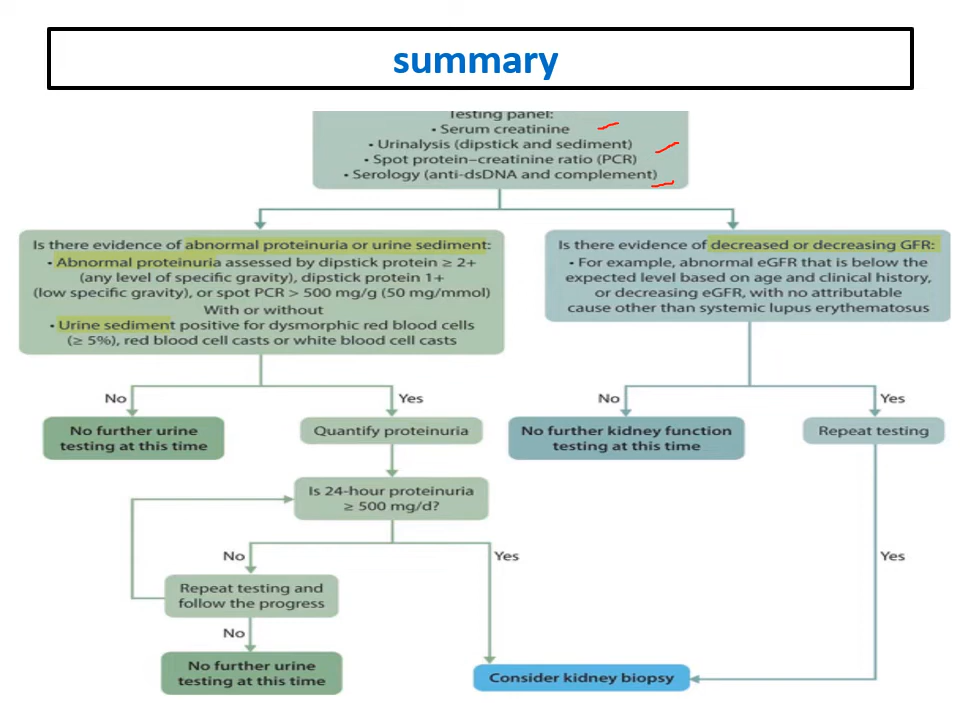 summary
Testing panel:
• Serum creatinine
• Urinalysis (dipstick and sediment)
• Spot protein–creatinine ratio (PCR)
• Serology (anti-dsDNA and complement)
Is there evidence of abnormal proteinuria or urine sediment:
• Abnormal proteinuria assessed by dipstick protein ≥ 2+
(any level of specific gravity), dipstick protein 1+
(low specific gravity), or spot PCR > 500 mg/g (50 mg/mmol)
With or without
• Urine sediment positive for dysmorphic red blood cells
(≥ 5%), red blood cell casts or white blood cell casts
Is there evidence of decreased or decreasing GFR:
• For example, abnormal eGFR that is below the
expected level based on age and clinical history,
or decreasing eGFR, with no attributable
cause other than systemic lupus erythematosus
No
Yes
No
Yes
No further urine
testing at this time
Quantify proteinuria
No further kidney function
testing at this time
Repeat testing
Is 24-hour proteinuria
≥ 500 mg/d?
No
Yes
Yes
Repeat testing and
follow the progress
No
No further urine
testing at this time
Consider kidney biopsy